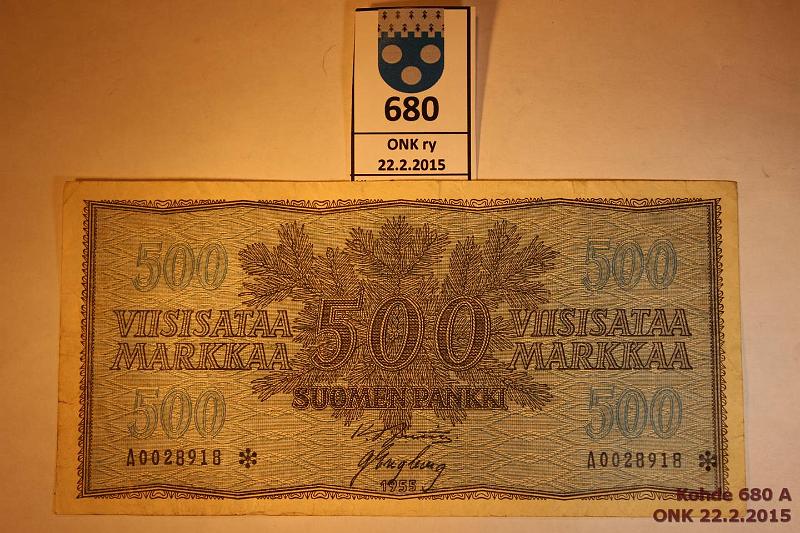 680
ONK ry
22.2.2015
500 500
VIISISATAA 500 VIISISATAA
MARKKAA MARKKAA
SUOMEN PANKKI
500 500
A0028918 * A0028918 *
1955
Kohde 680 A
ONK 22.2.2015